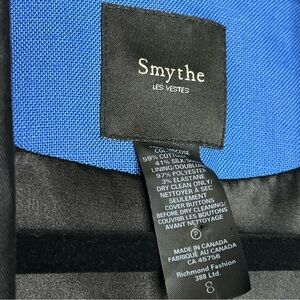 Smythe
LES VESTES
59% COTTON
41% SILK
LINING/DOUBLURE
97% POLYESTER
3% ELASTANE
DRY CLEAN ONLY/
NETTOYER À SEC
SEULEMENT
COVER BUTTONS
BEFORE DRY CLEANING/
COUVRIR LES BOUTONS
AVANT NETTOYAGE
P
MADE IN CANADA
FABRIQUÉ AU CANADA
CA 45756
Richmond Fashion
388 Ltd.
8